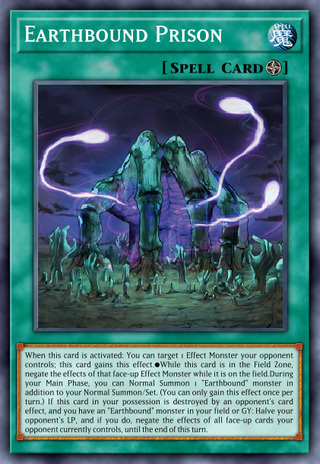 Earthbound Prison
魔
[Spell Card]
When this card is activated: You can target 1 Effect Monster your opponent
controls; this card gains this effect.●While this card is in the Field Zone,
negate the effects of that face-up Effect Monster while it is on the field.During
your Main Phase, you can Normal Summon 1 "Earthbound" monster in
addition to your Normal Summon/Set. (You can only gain this effect once per
turn.) If this card in your possession is destroyed by an opponent's card
effect, and you have an "Earthbound" monster in your field or GY: Halve your
opponent's LP, and if you do, negate the effects of all face-up cards your
opponent currently controls, until the end of this turn.